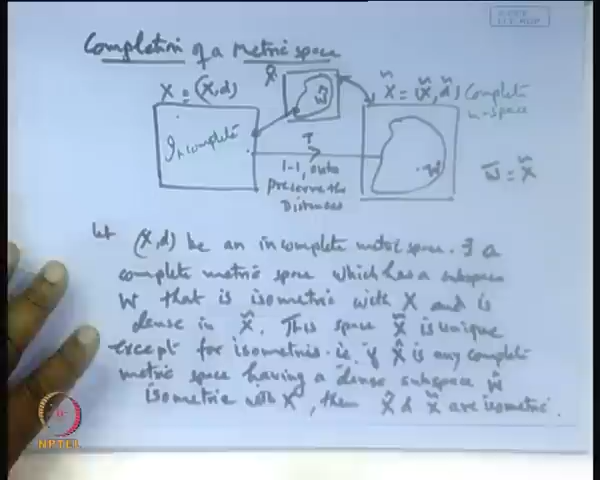 Completion of a Metric space
X = (X,d)
X̂
Ŵ
X̃ = (X̃, d̃) Complete
m-space
Incomplete
T
1-1, onto
Preserve the
Distances
W
W̄ = X̃
Let (X,d) be an incomplete metric space. ∃ a
complete metric space which has a subspace
W that is isometric with X and is
dense in X̃. This space X̃ is unique
except for isometries i.e. if X̂ is any complete
metric space having a dense subspace Ŵ
isometric with X, then X̂ & X̃ are isometric.
NPTEL